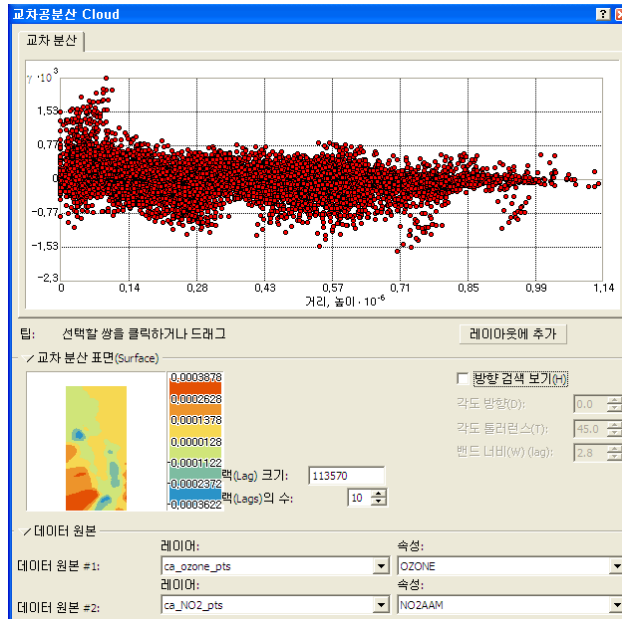 교차공분산 Cloud
교차 분산
γ·10³
1,53
0,77
0
-0,77
-1,53
-2,3
0 0,14 0,28 0,43 0,57 0,71 0,85 0,99 1,14
거리, 높이·10⁻⁶
팁: 선택할 쌍을 클릭하거나 드래그
레이아웃에 추가
교차 분산 표면(Surface)
0,0003878
0,0002628
0,0001378
0,0000128
-0,0001122
-0,0002372
-0,0003622
랙(Lag) 크기: 113570
랙(Lags)의 수: 10
방향 검색 보기(H)
각도 방향(D): 0.0
각도 톨러런스(T): 45.0
밴드 너비(W) (lag): 2.8
데이터 원본
레이어: 속성:
데이터 원본 #1: ca_ozone_pts OZONE
레이어: 속성:
데이터 원본 #2: ca_NO2_pts NO2AAM